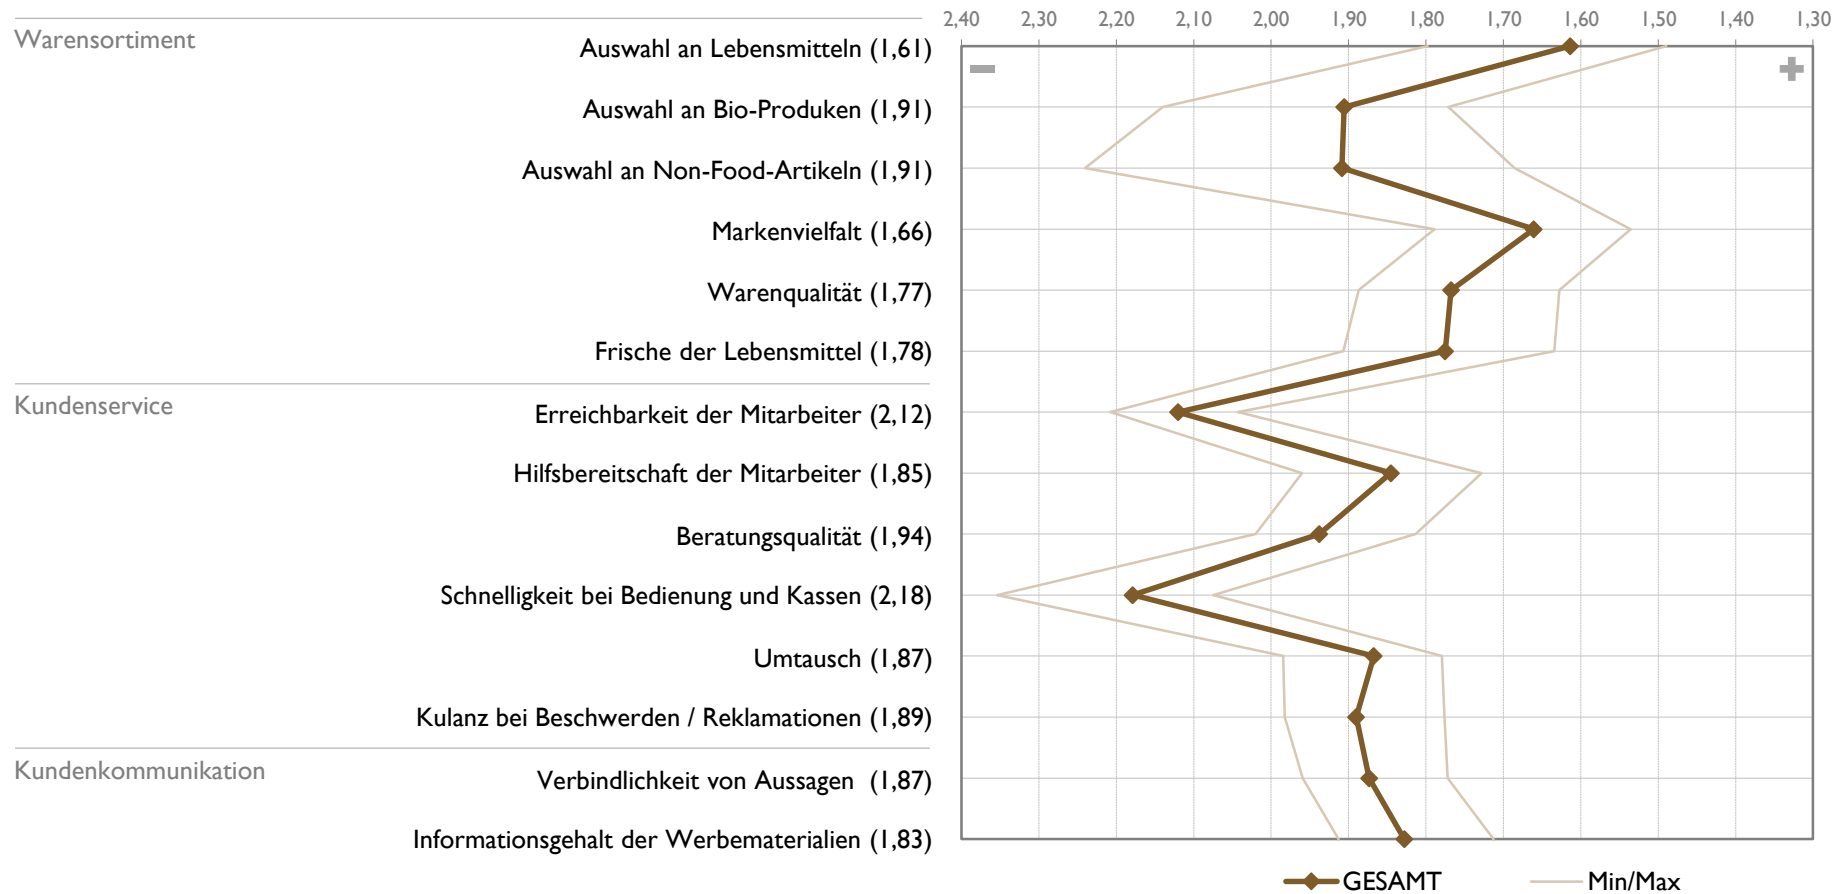 2,40 2,30 2,20 2,10 2,00 1,90 1,80 1,70 1,60 1,50 1,40 1,30
Warensortiment
Auswahl an Lebensmitteln (1,61)
Auswahl an Bio-Produken (1,91)
Auswahl an Non-Food-Artikeln (1,91)
Markenvielfalt (1,66)
Warenqualität (1,77)
Frische der Lebensmittel (1,78)
Kundenservice
Erreichbarkeit der Mitarbeiter (2,12)
Hilfsbereitschaft der Mitarbeiter (1,85)
Beratungsqualität (1,94)
Schnelligkeit bei Bedienung und Kassen (2,18)
Umtausch (1,87)
Kulanz bei Beschwerden / Reklamationen (1,89)
Kundenkommunikation
Verbindlichkeit von Aussagen (1,87)
Informationsgehalt der Werbematerialien (1,83)
GESAMT Min/Max